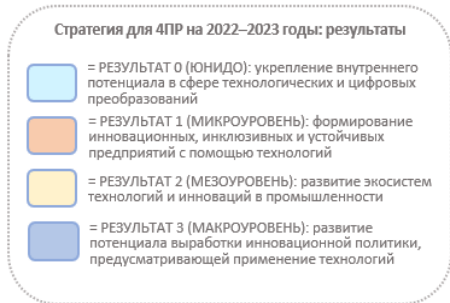 Стратегия для 4ПР на 2022–2023 годы: результаты
= РЕЗУЛЬТАТ 0 (ЮНИДО): укрепление внутреннего
потенциала в сфере технологических и цифровых
преобразований
= РЕЗУЛЬТАТ 1 (МИКРОУРОВЕНЬ): формирование
инновационных, инклюзивных и устойчивых
предприятий с помощью технологий
= РЕЗУЛЬТАТ 2 (МЕЗОУРОВЕНЬ): развитие экосистем
технологий и инноваций в промышленности
= РЕЗУЛЬТАТ 3 (МАКРОУРОВЕНЬ): развитие
потенциала выработки инновационной политики,
предусматривающей применение технологий